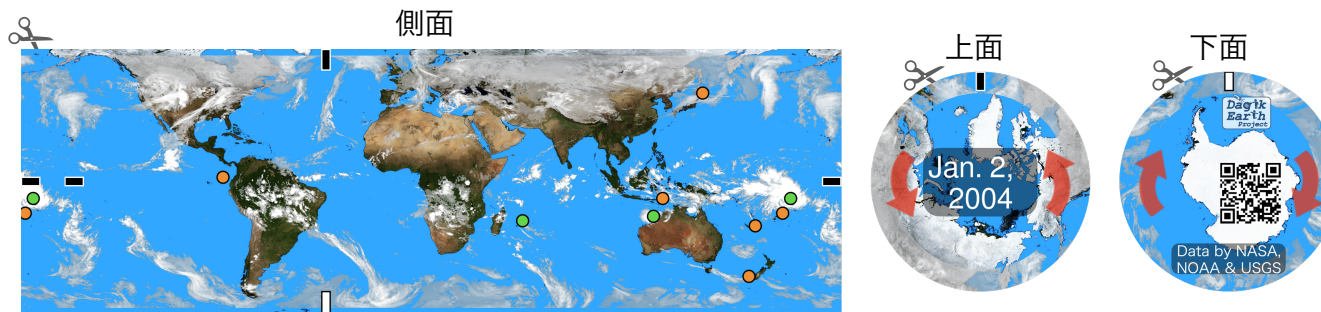 側面
上面
下面
Jan. 2,
2004
Dagik
Earth
Project
Data by NASA,
NOAA & USGS